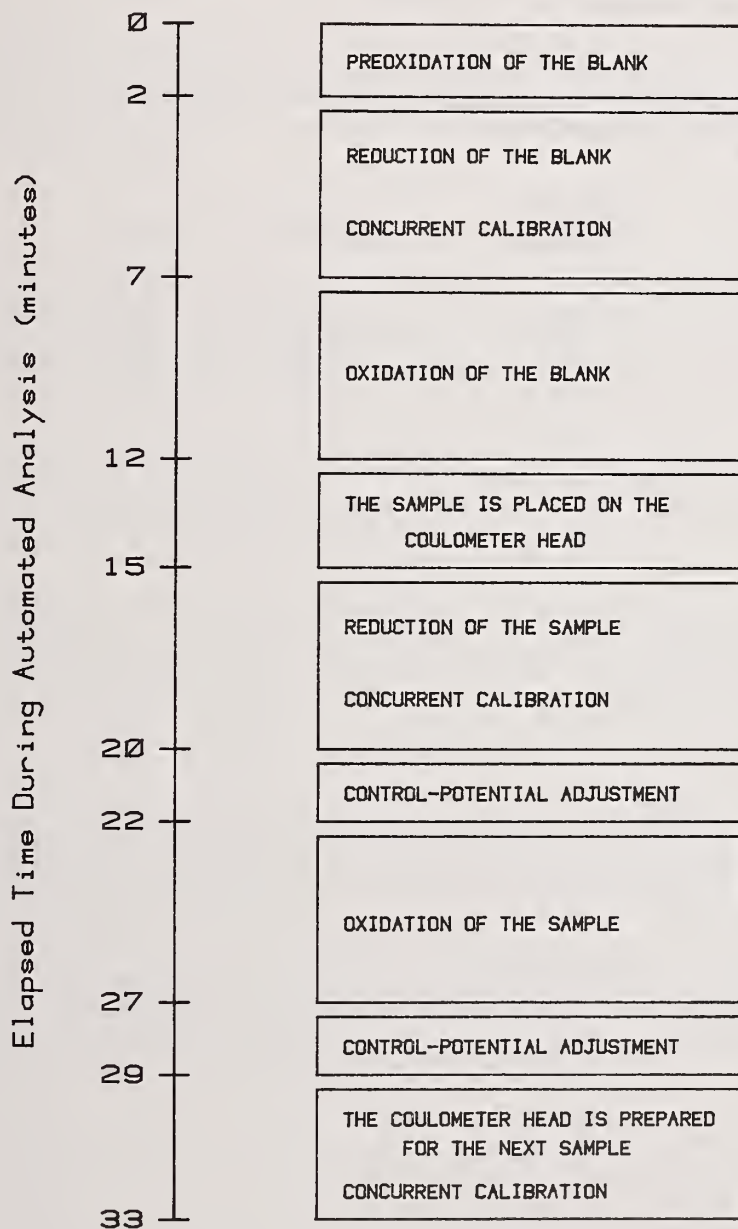 Elapsed Time During Automated Analysis (minutes)
0
PREOXIDATION OF THE BLANK
2
REDUCTION OF THE BLANK
CONCURRENT CALIBRATION
7
OXIDATION OF THE BLANK
12
THE SAMPLE IS PLACED ON THE
COULOMETER HEAD
15
REDUCTION OF THE SAMPLE
CONCURRENT CALIBRATION
20
CONTROL-POTENTIAL ADJUSTMENT
22
OXIDATION OF THE SAMPLE
27
CONTROL-POTENTIAL ADJUSTMENT
29
THE COULOMETER HEAD IS PREPARED
FOR THE NEXT SAMPLE
CONCURRENT CALIBRATION
33